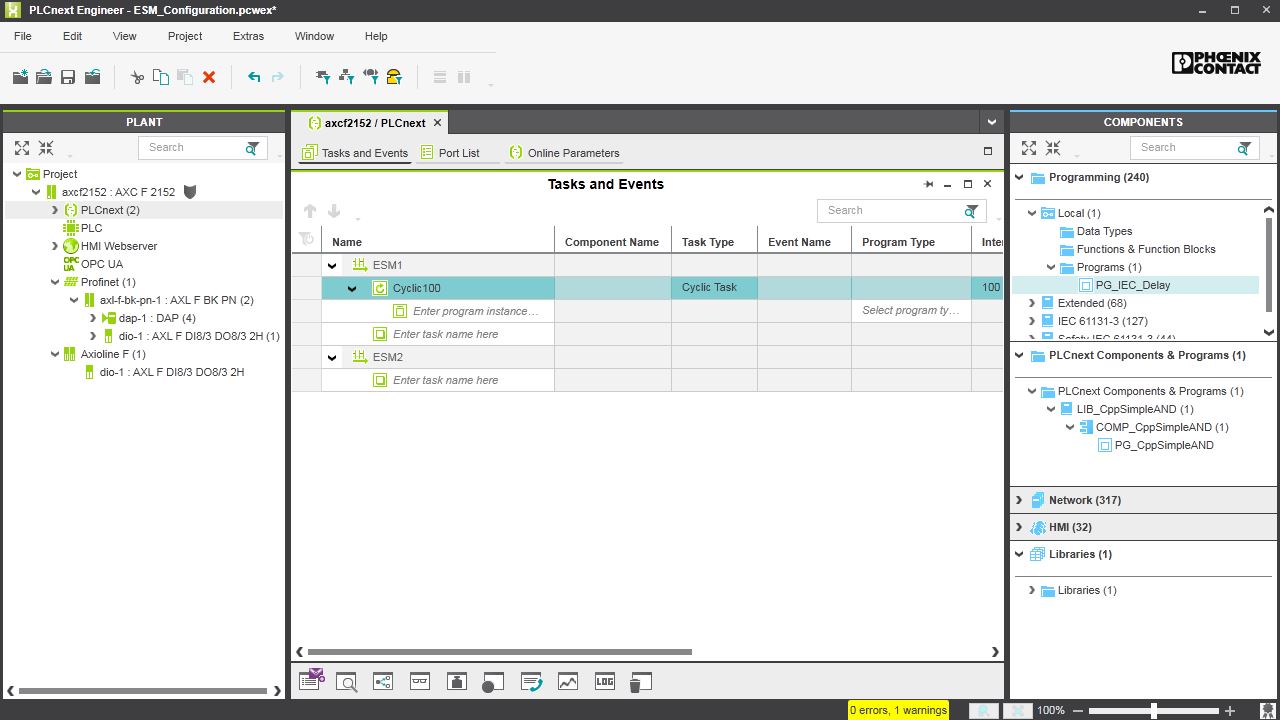 PLCnext Engineer - ESM_Configuration.pcwex*
File Edit View Project Extras Window Help
PHŒNIX
CONTACT
PLANT
Search
Project
axcf2152 : AXC F 2152
PLCnext (2)
PLC
HMI Webserver
OPC UA OPC UA
Profinet (1)
axl-f-bk-pn-1 : AXL F BK PN (2)
dap-1 : DAP (4)
dio-1 : AXL F DI8/3 DO8/3 2H (1)
Axioline F (1)
dio-1 : AXL F DI8/3 DO8/3 2H
axcf2152 / PLCnext
Tasks and Events Port List Online Parameters
Tasks and Events
Search
Name Component Name Task Type Event Name Program Type Inter
ESM1
Cyclic100 Cyclic Task 100
Enter program instance… Select program ty…
Enter task name here
ESM2
Enter task name here
LOG
COMPONENTS
Search
Programming (240)
Local (1)
Data Types
Functions & Function Blocks
Programs (1)
PG_IEC_Delay
Extended (68)
IEC 61131-3 (127)
Safety IEC 61131-3 (44)
PLCnext Components & Programs (1)
PLCnext Components & Programs (1)
LIB_CppSimpleAND (1)
COMP_CppSimpleAND (1)
PG_CppSimpleAND
Network (317)
HMI (32)
Libraries (1)
Libraries (1)
0 errors, 1 warnings 100%